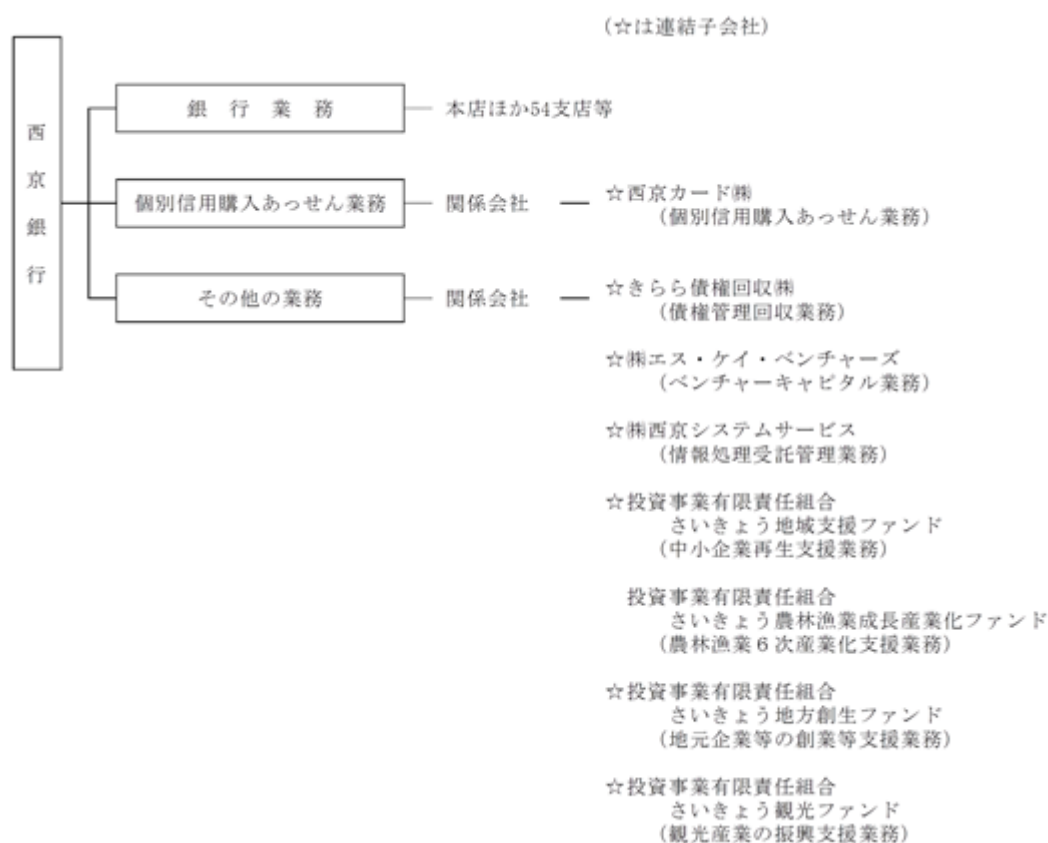 (☆は連結子会社)
西京銀行
銀行業務
本店ほか54支店等
個別信用購入あっせん業務
関係会社
☆西京カード㈱
(個別信用購入あっせん業務)
その他の業務
関係会社
☆きらら債権回収㈱
(債権管理回収業務)
☆㈱エス・ケイ・ベンチャーズ
(ベンチャーキャピタル業務)
☆㈱西京システムサービス
(情報処理受託管理業務)
☆投資事業有限責任組合
さいきょう地域支援ファンド
(中小企業再生支援業務)
投資事業有限責任組合
さいきょう農林漁業成長産業化ファンド
(農林漁業6次産業化支援業務)
☆投資事業有限責任組合
さいきょう地方創生ファンド
(地元企業等の創業等支援業務)
☆投資事業有限責任組合
さいきょう観光ファンド
(観光産業の振興支援業務)